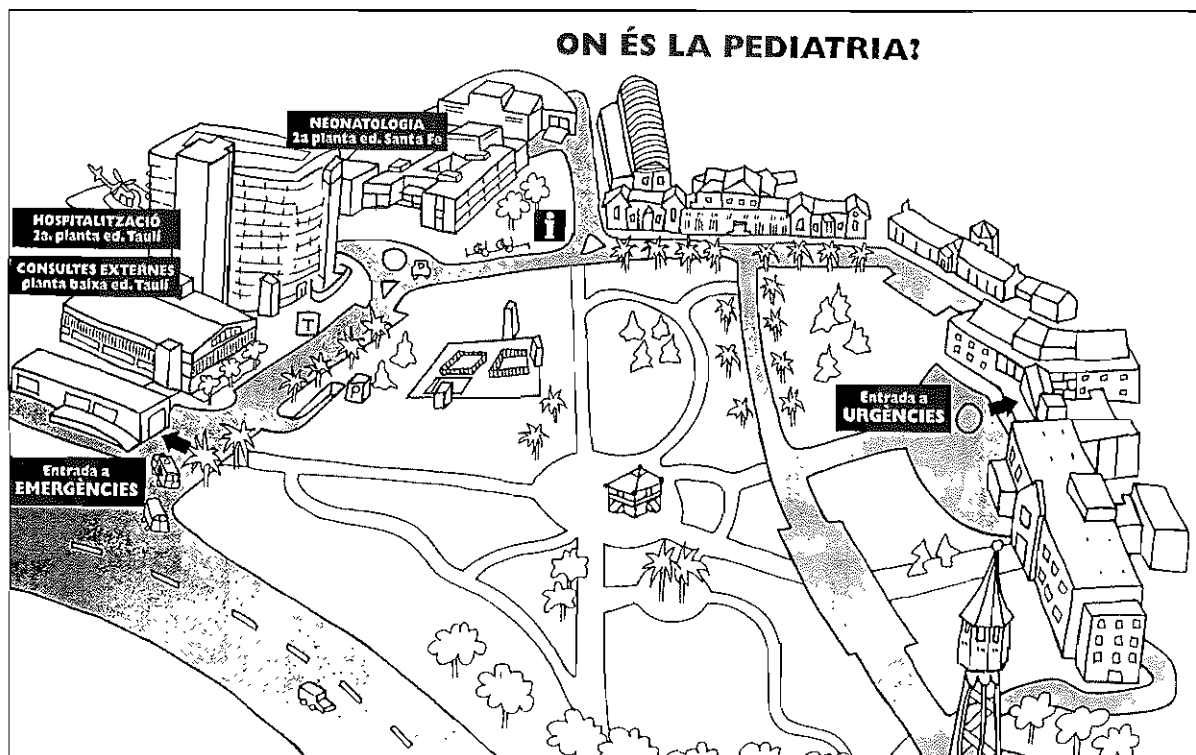 ON ÉS LA PEDIATRIA?
NEONATOLOGIA
2a planta ed. Santa Fe
HOSPITALITZACIÓ
2a. planta ed. Taulí
CONSULTES EXTERNES
planta baixa ed. Taulí
i
T
P
T
Entrada a
URGÈNCIES
Entrada a
EMERGÈNCIES